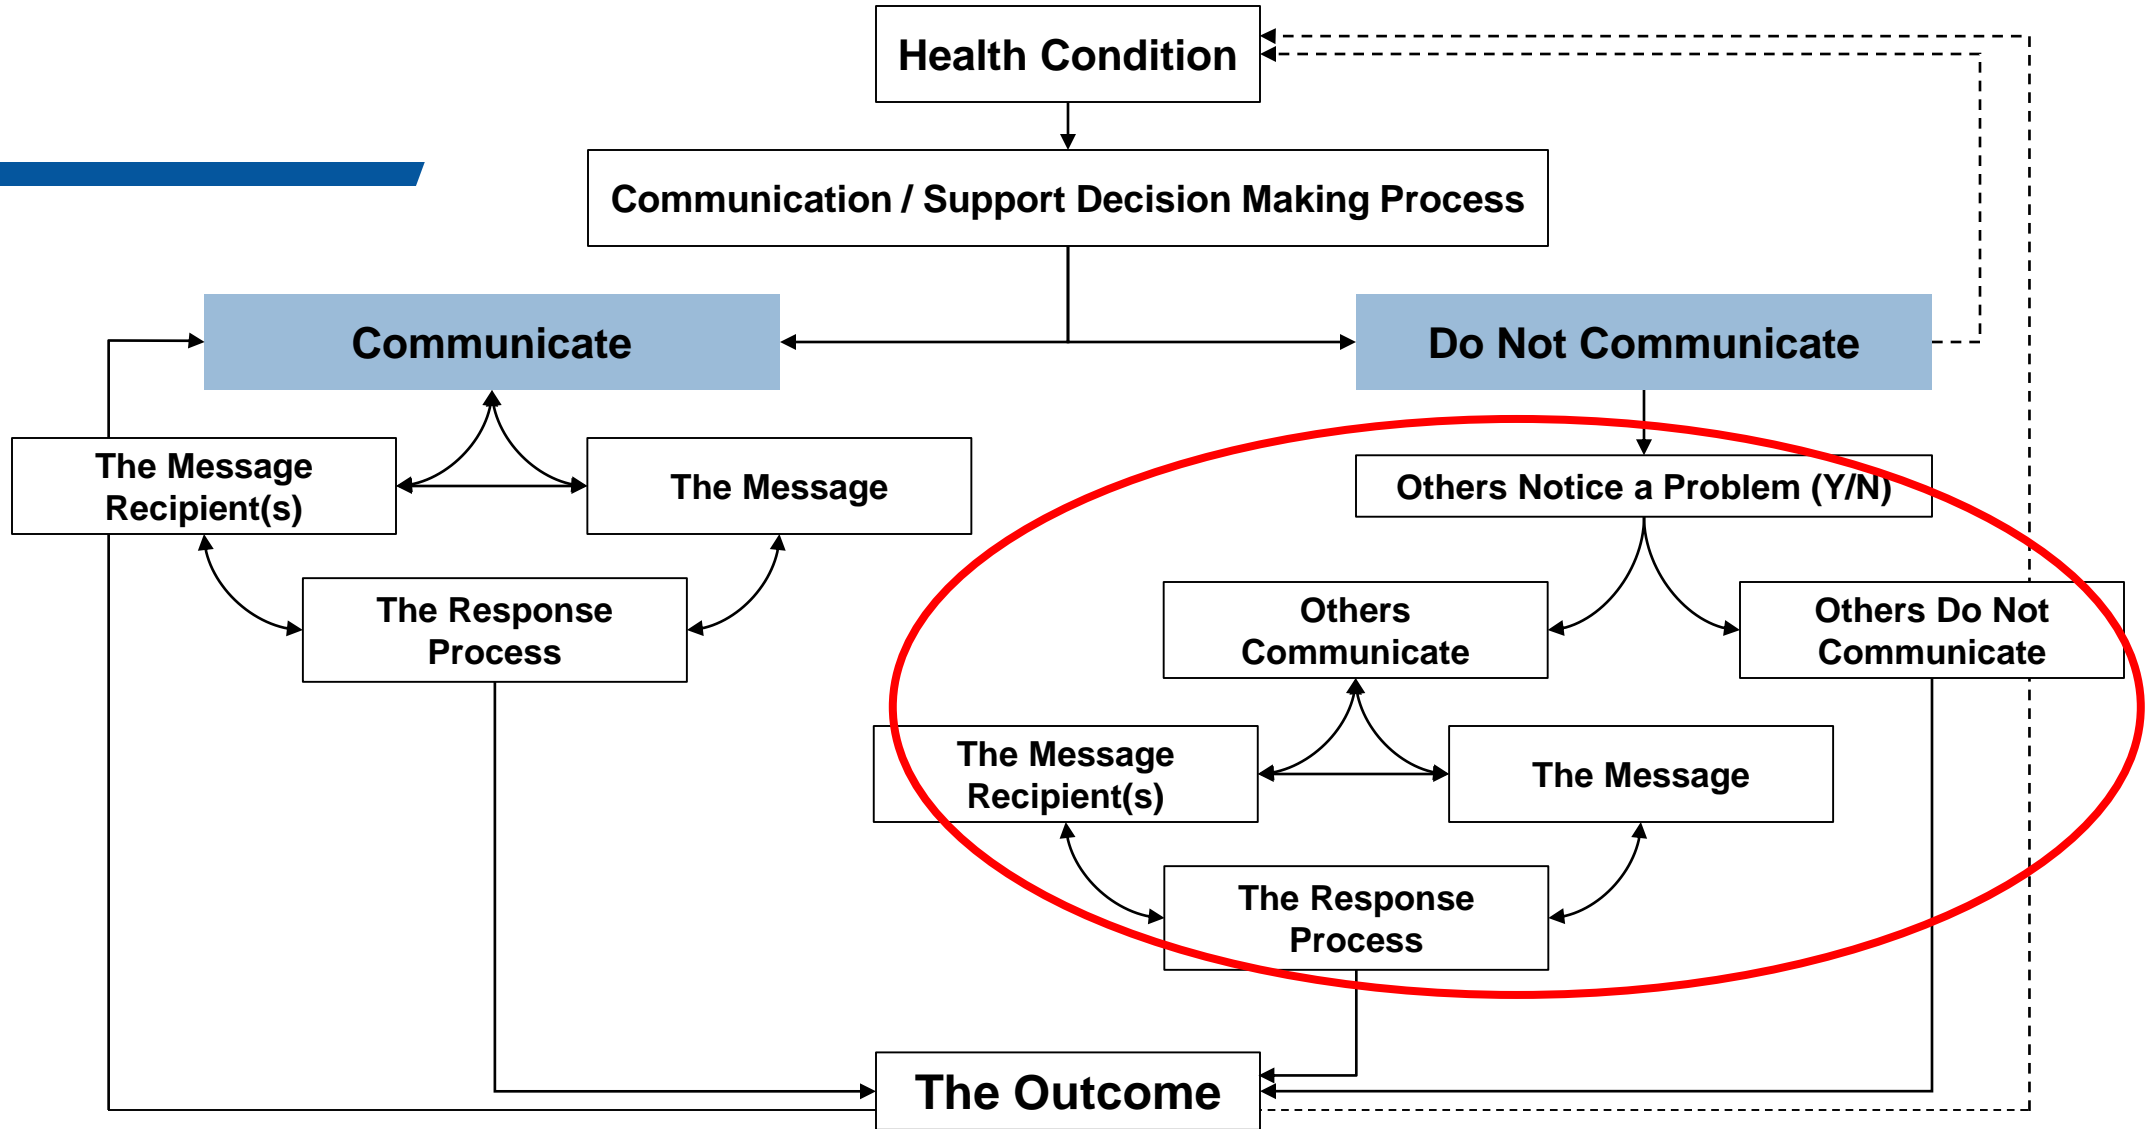 Health Condition
Communication / Support Decision Making Process
Communicate
Do Not Communicate
The Message
Recipient(s)
The Message
The Response
Process
Others Notice a Problem (Y/N)
Others
Communicate
Others Do Not
Communicate
The Message
Recipient(s)
The Message
The Response
Process
The Outcome